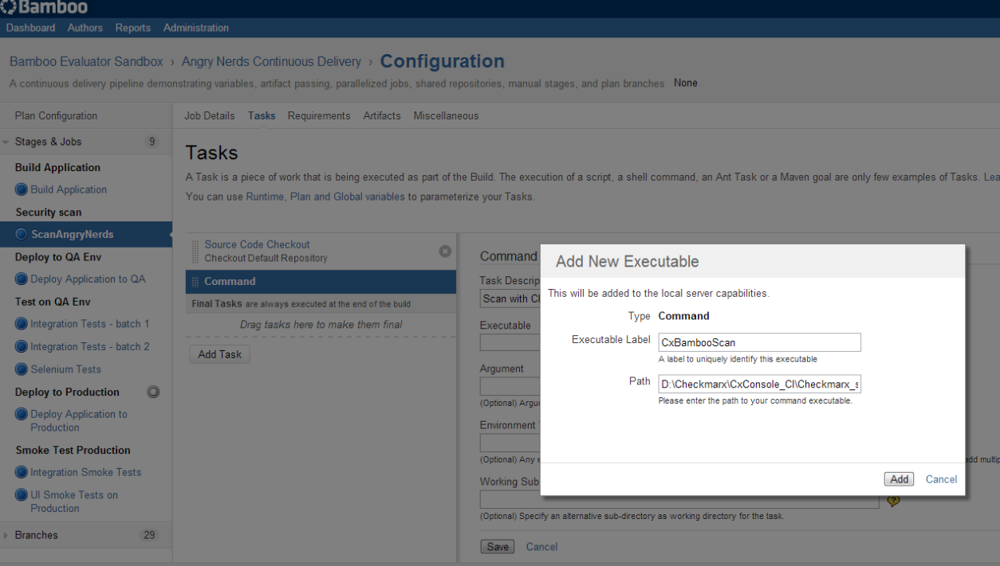 Bamboo
Dashboard Authors Reports Administration
Bamboo Evaluator Sandbox › Angry Nerds Continuous Delivery › Configuration
A continuous delivery pipeline demonstrating variables, artifact passing, parallelized jobs, shared repositories, manual stages, and plan branches None
Plan Configuration
Stages & Jobs 9
Build Application
Build Application
Security scan
ScanAngryNerds
Deploy to QA Env
Deploy Application to QA
Test on QA Env
Integration Tests - batch 1
Integration Tests - batch 2
Selenium Tests
Deploy to Production
Deploy Application to
Production
Smoke Test Production
Integration Smoke Tests
UI Smoke Tests on
Production
Branches 29
Job Details Tasks Requirements Artifacts Miscellaneous
Tasks
A Task is a piece of work that is being executed as part of the Build. The execution of a script, a shell command, an Ant Task or a Maven goal are only few examples of Tasks. Lea
You can use Runtime, Plan and Global variables to parameterize your Tasks.
Source Code Checkout
Checkout Default Repository
Command
Final Tasks are always executed at the end of the build
Drag tasks here to make them final
Add Task
Command
Task Descrip
Scan with C
Executable
Argument
(Optional) Argu
Environment
(Optional) Any e
add multip
Working Sub
(Optional) Specify an alternative sub-directory as working directory for the task.
Save Cancel
Add New Executable
This will be added to the local server capabilities.
Type Command
Executable Label CxBambooScan
A label to uniquely identify this executable
Path D:\Checkmarx\CxConsole_CI\Checkmarx_s
Please enter the path to your command executable.
Add Cancel